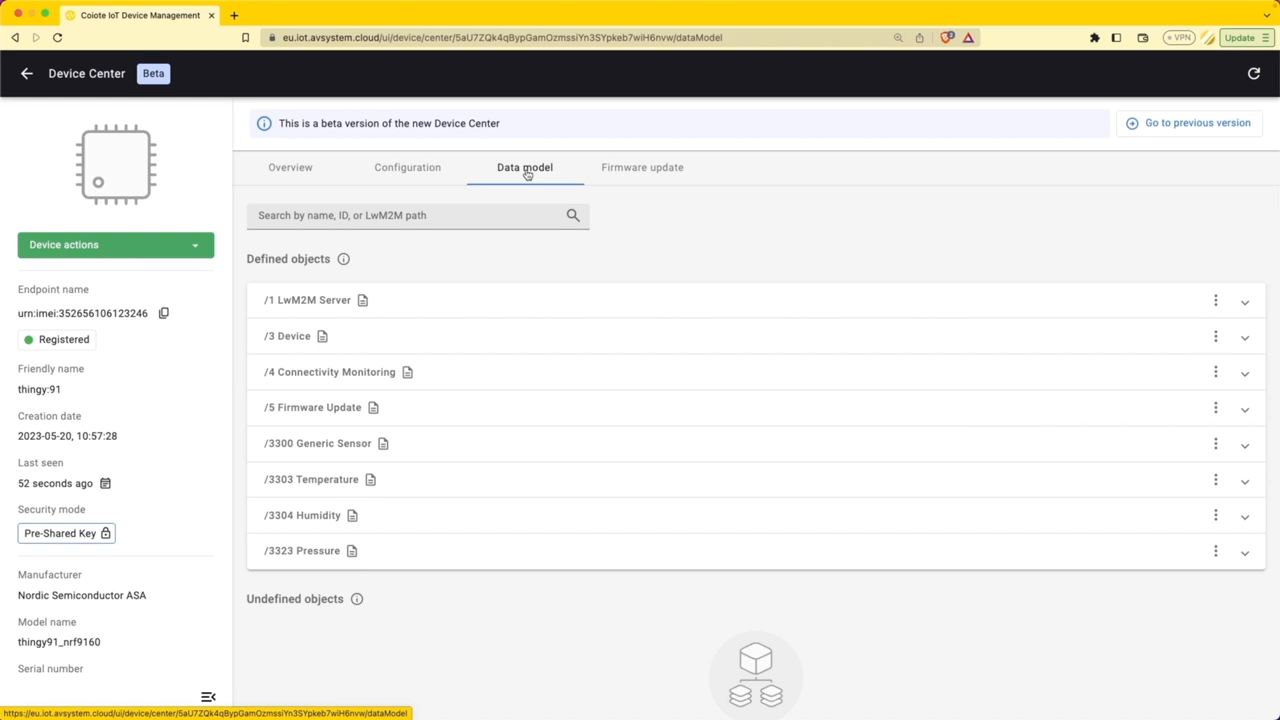 Coiote IoT Device Management
eu.iot.avsystem.cloud/ui/device/center/5aU7ZQk4qBypGamOzmssiYn3SYpkeb7wiH6nvw/dataModel
VPN
Update
Device Center
Beta
This is a beta version of the new Device Center
Go to previous version
Overview
Configuration
Data model
Firmware update
Search by name, ID, or LwM2M path
Device actions
Defined objects
Endpoint name
urn:imei:352656106123246
Registered
Friendly name
thingy:91
Creation date
2023-05-20, 10:57:28
Last seen
52 seconds ago
Security mode
Pre-Shared Key
Manufacturer
Nordic Semiconductor ASA
Model name
thingy91_nrf9160
Serial number
/1 LwM2M Server
/3 Device
/4 Connectivity Monitoring
/5 Firmware Update
/3300 Generic Sensor
/3303 Temperature
/3304 Humidity
/3323 Pressure
Undefined objects
https://eu.iot.avsystem.cloud/ui/device/center/5aU7ZQk4qBypGamOzmssiYn3SYpkeb7wiH6nvw/dataModel